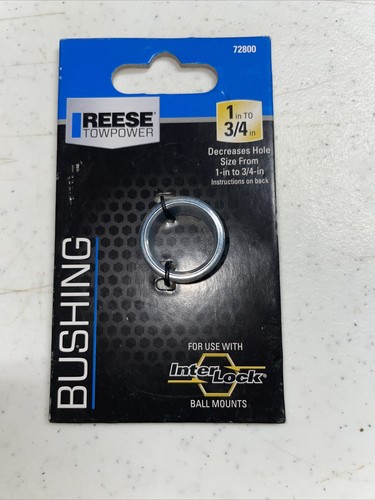 72800
REESE®
TOWPOWER
1 in TO
3/4 in
Decreases Hole
Size From
1-in to 3/4-in
Instructions on back
BUSHING
FOR USE WITH
InterLock®
BALL MOUNTS